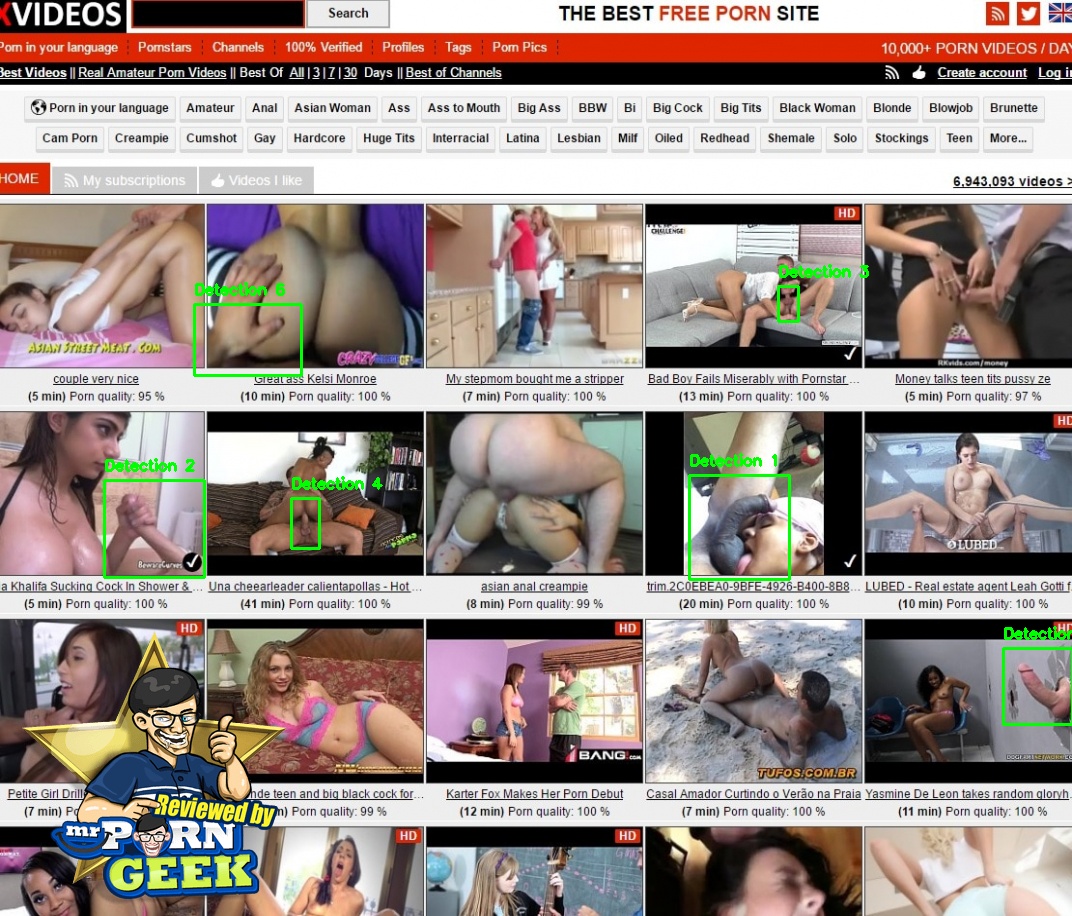 XVIDEOS
Search
THE BEST FREE PORN SITE
Porn in your language Pornstars Channels 100% Verified Profiles Tags Porn Pics
10,000+ PORN VIDEOS / DAY
Best Videos || Real Amateur Porn Videos || Best Of All | 3 | 7 | 30 Days || Best of Channels
Create account Log in
Porn in your language Amateur Anal Asian Woman Ass Ass to Mouth Big Ass BBW Bi Big Cock Big Tits Black Woman Blonde Blowjob Brunette
Cam Porn Creampie Cumshot Gay Hardcore Huge Tits Interracial Latina Lesbian Milf Oiled Redhead Shemale Solo Stockings Teen More...
HOME My subscriptions Videos I like
6,943,093 videos >
HD
CHALLENGE!
Detection 3
Detection 6
ASIAN STREET MEAT . COM
RKvids.com/money
couple very nice
Great ass Kelsi Monroe
My stepmom bought me a stripper
Bad Boy Fails Miserably with Pornstar ...
Money talks teen tits pussy ze
(5 min) Porn quality: 95 %
(10 min) Porn quality: 100 %
(7 min) Porn quality: 100 %
(13 min) Porn quality: 100 %
(5 min) Porn quality: 97 %
HD
Detection 2
Detection 4
Detection 1
LUBED.
a Khalifa Sucking Cock In Shower & ...
Una cheearleader calientapollas - Hot ...
asian anal creampie
trim.2C0EBEA0-9BFE-4926-B400-8B8...
LUBED - Real estate agent Leah Gotti f
(5 min) Porn quality: 100 %
(41 min) Porn quality: 100 %
(8 min) Porn quality: 99 %
(20 min) Porn quality: 100 %
(10 min) Porn quality: 100 %
HD
HD
HD
Detection
BANG!.COM
TUFOS.COM.BR
Petite Girl Drill
nde teen and big black cock for...
Karter Fox Makes Her Porn Debut
Casal Amador Curtindo o Verão na Praia
Yasmine De Leon takes random gloryh
(7 min)
Porn quality: 99 %
(12 min) Porn quality: 100 %
(7 min) Porn quality: 100 %
(11 min) Porn quality: 100 %
Reviewed by
mr PORN
GEEK
HD
HD